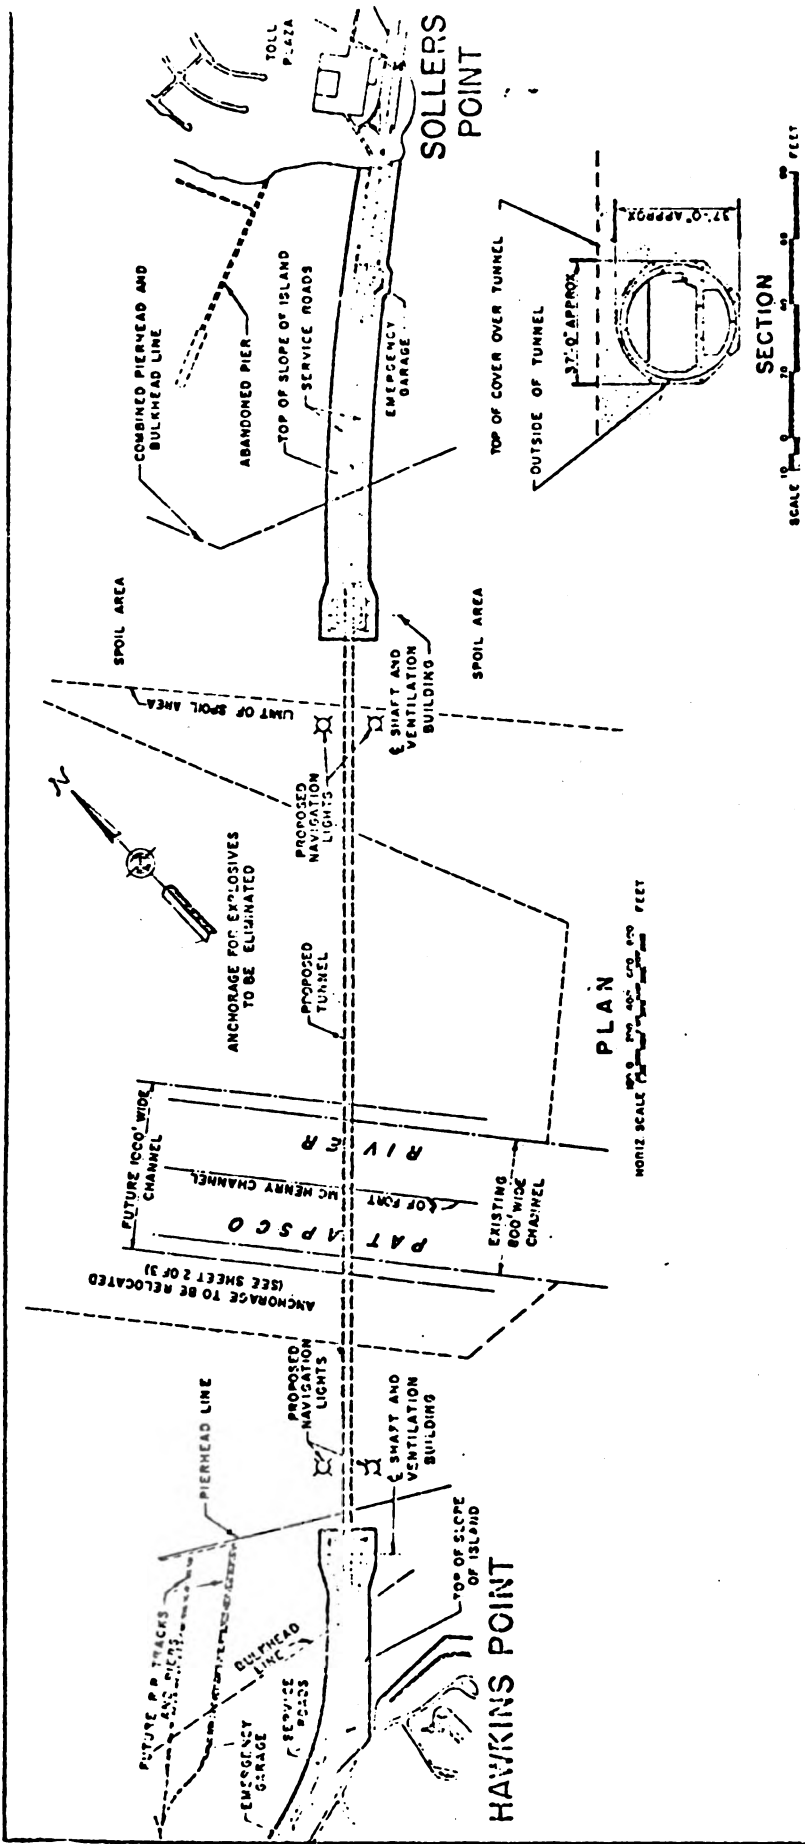 HAWKINS POINT
EMERGENCY
GARAGE
SERVICE
ROADS
BULKHEAD
LINE
FUTURE R.R. TRACKS
AND PIERS
PIERHEAD LINE
TOP OF SLOPE
OF ISLAND
℄ SHAFT AND
VENTILATION
BUILDING
PROPOSED
NAVIGATION
LIGHTS
ANCHORAGE TO BE RELOCATED
(SEE SHEET 2 OF 3)
FUTURE 1000' WIDE
CHANNEL
PATAPSCO
RIVER
℄ OF FORT MC HENRY CHANNEL
EXISTING
800' WIDE
CHANNEL
PROPOSED
TUNNEL
ANCHORAGE FOR EXPLOSIVES
TO BE ELIMINATED
N
PROPOSED
NAVIGATION
LIGHTS
℄ SHAFT AND
VENTILATION
BUILDING
LIMIT OF SPOIL AREA
SPOIL AREA
SPOIL AREA
COMBINED PIERHEAD AND
BULKHEAD LINE
ABANDONED PIER
TOP OF SLOPE OF ISLAND
SERVICE ROADS
EMERGENCY
GARAGE
TOLL
PLAZA
SOLLERS
POINT
PLAN
HORIZ. SCALE FEET
TOP OF COVER OVER TUNNEL
OUTSIDE OF TUNNEL
37'-0" APPROX
37'-0" APPROX
SECTION
SCALE 10 0 FEET